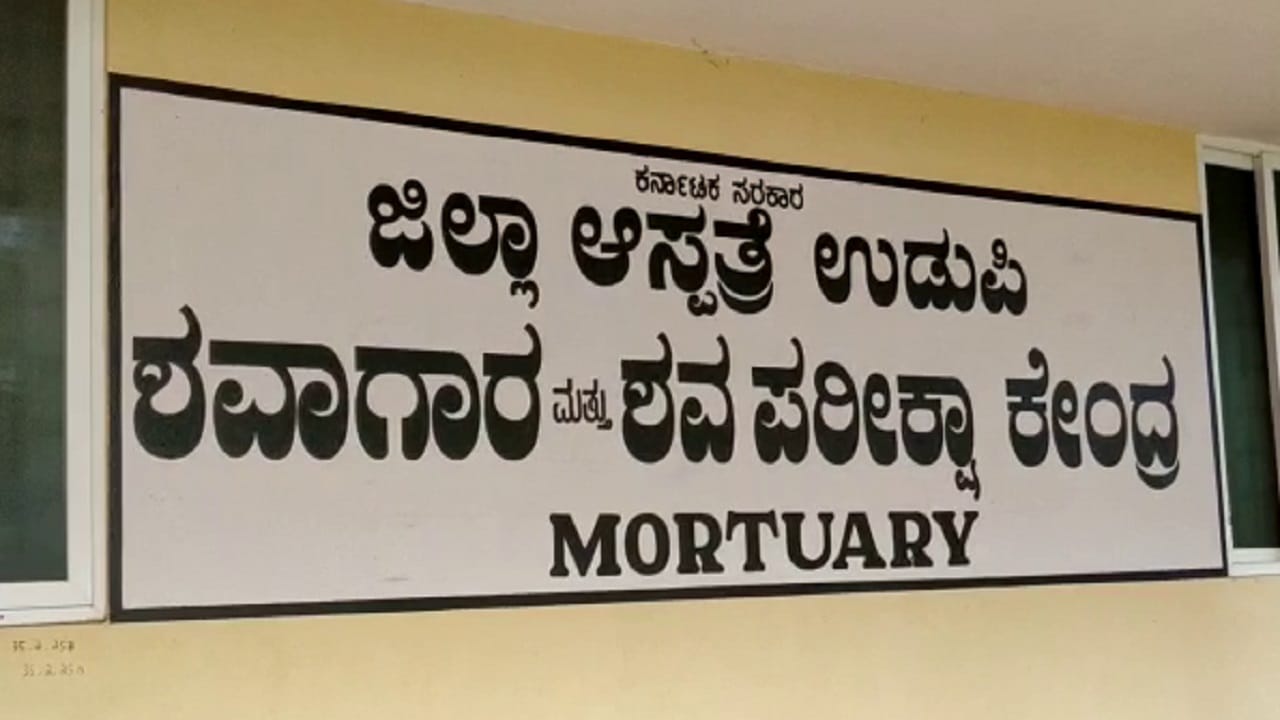 ಕರ್ನಾಟಕ ಸರಕಾರ
ಜಿಲ್ಲಾ ಆಸ್ಪತ್ರೆ ಉಡುಪಿ
ಶವಾಗಾರ ಮತ್ತು ಶವ ಪರೀಕ್ಷಾ ಕೇಂದ್ರ
MORTUARY